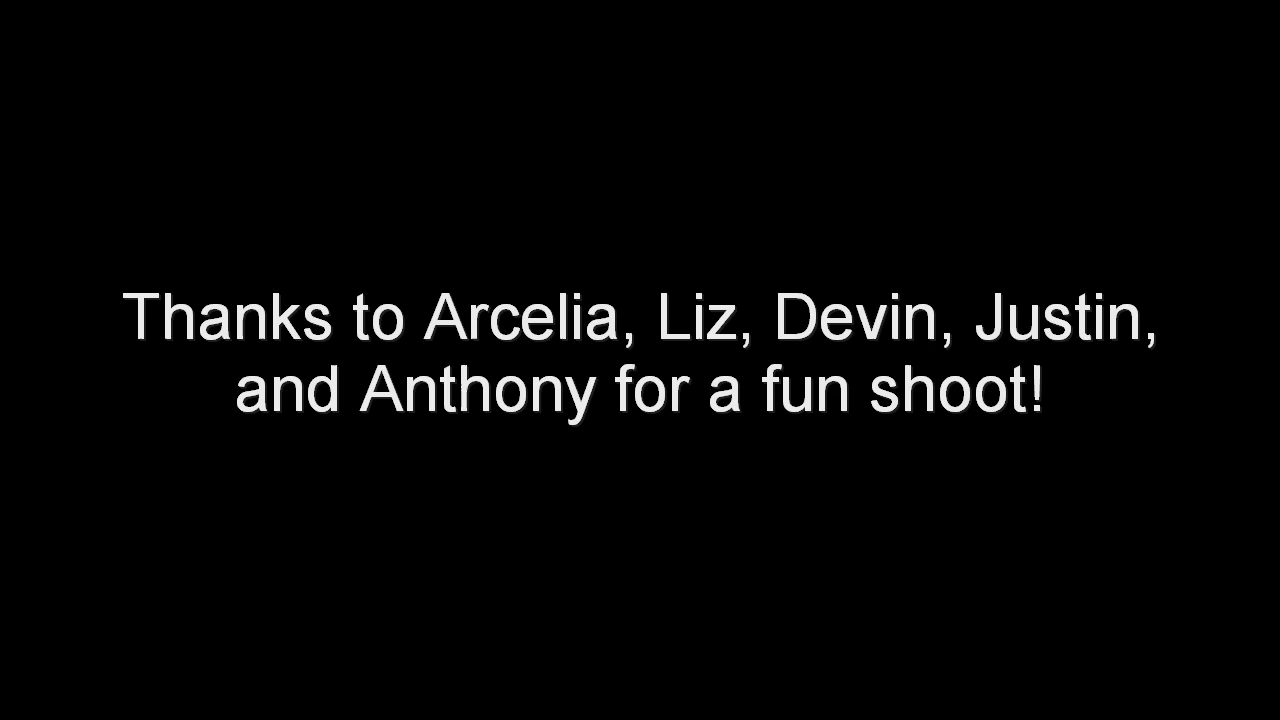 Thanks to Arcelia, Liz, Devin, Justin,
and Anthony for a fun shoot!